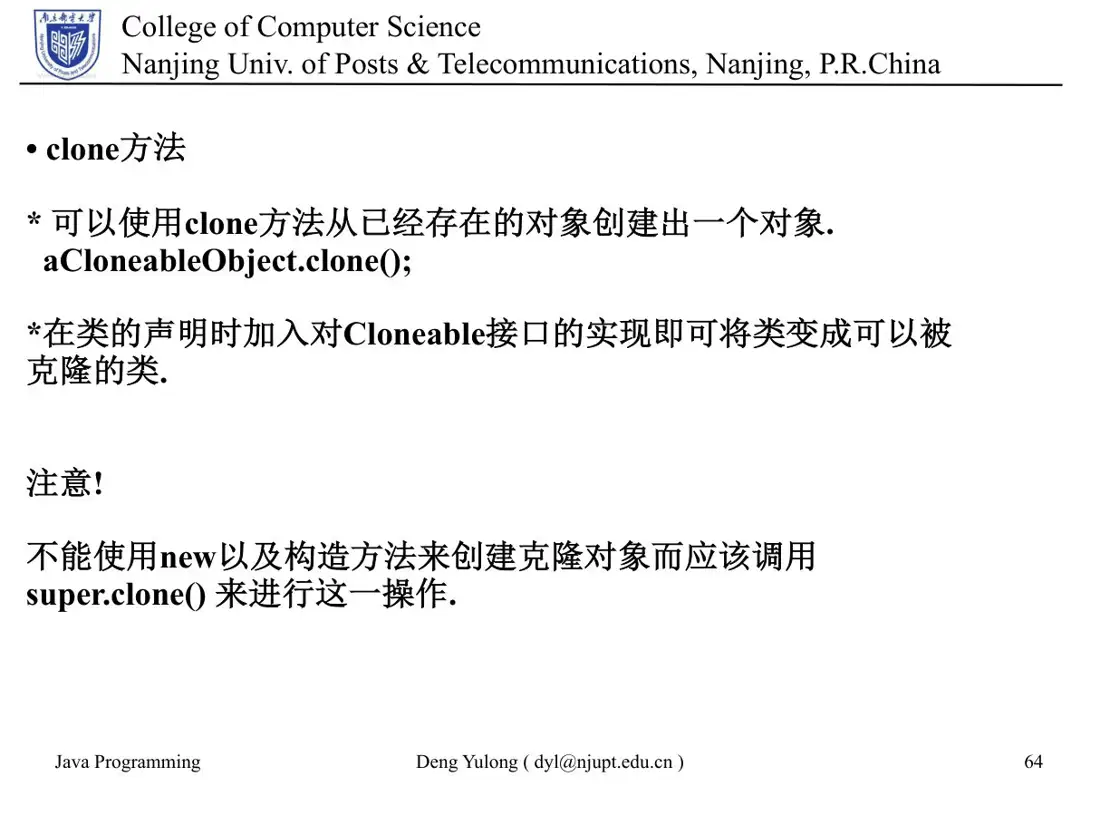 College of Computer Science
Nanjing Univ. of Posts & Telecommunications, Nanjing, P.R.China
• clone方法
* 可以使用clone方法从已经存在的对象创建出一个对象.
aCloneableObject.clone();
*在类的声明时加入对Cloneable接口的实现即可将类变成可以被
克隆的类.
注意!
不能使用new以及构造方法来创建克隆对象而应该调用
super.clone() 来进行这一操作.
Java Programming
Deng Yulong ( dyl@njupt.edu.cn )
64